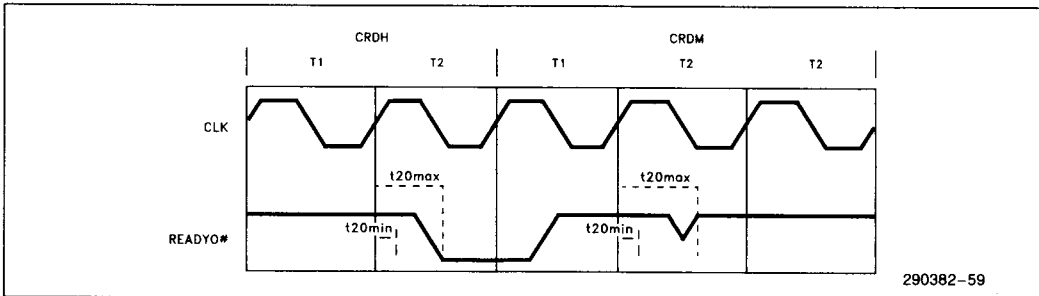 CRDH CRDM
T1 T2 T1 T2 T2
CLK
t20max t20max
t20min t20min
READYO#
290382-59